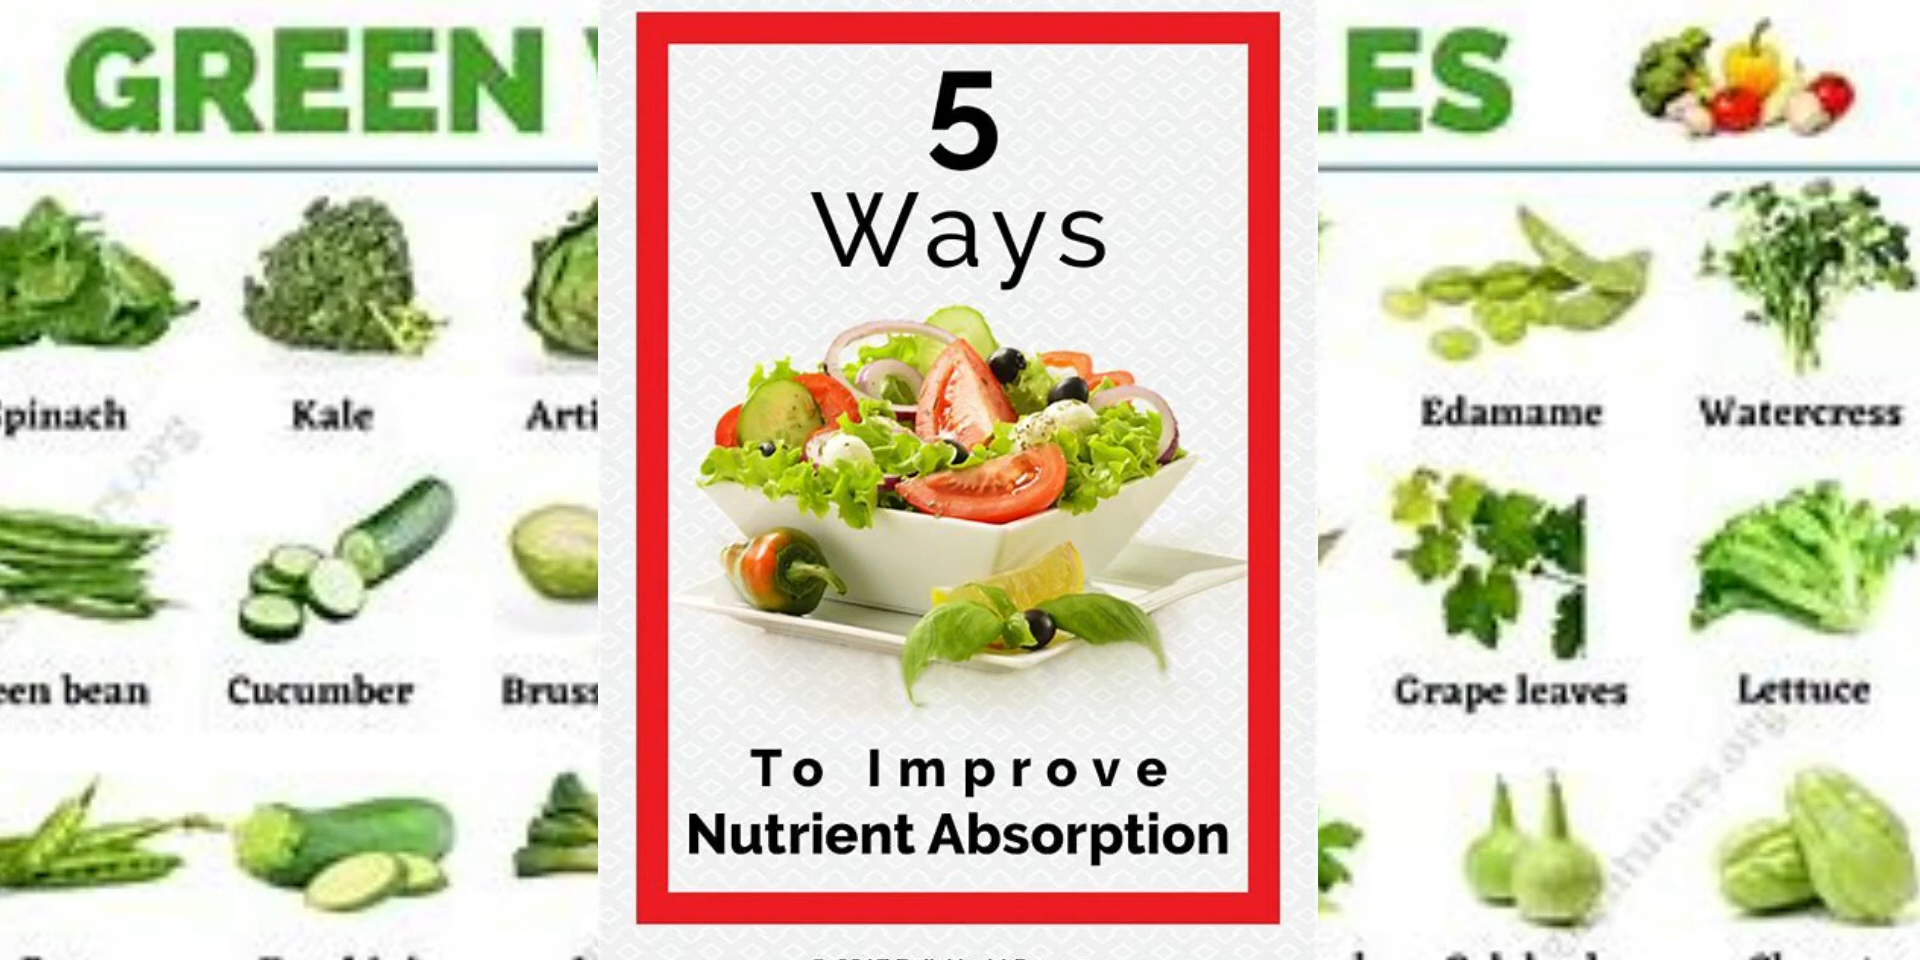 GREEN
LES
5
Ways
Spinach
Kale
Arti
Edamame
Watercress
een bean
Cucumber
Bruss
Grape leaves
Lettuce
To Improve
Nutrient Absorption